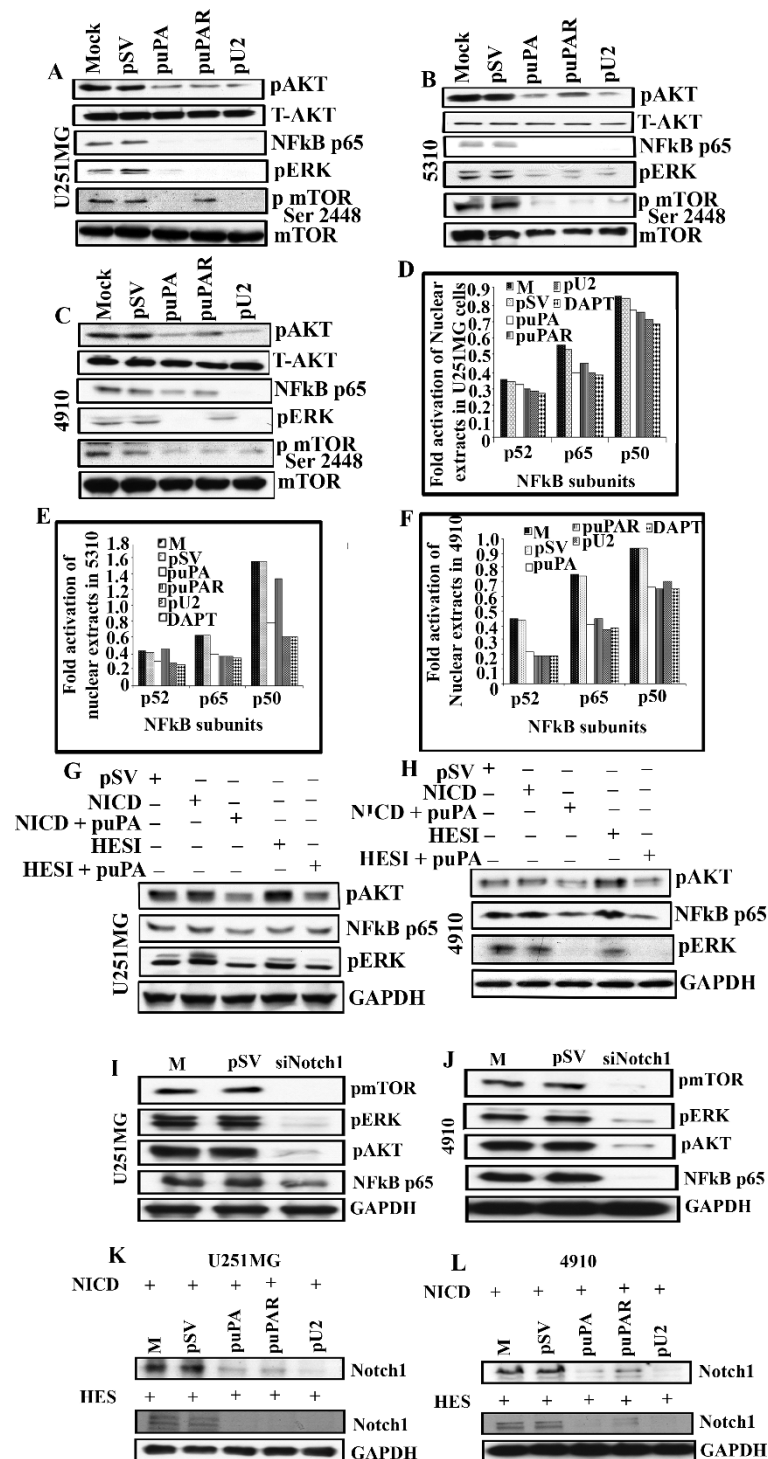 A
Mock pSV puPA puPAR pU2
U251MG
pAKT
T-AKT
NFkB p65
pERK
p mTOR
Ser 2448
mTOR
B
Mock pSV puPA puPAR pU2
5310
pAKT
T-AKT
NFkB p65
pERK
p mTOR
Ser 2448
mTOR
C
Mock pSV puPA puPAR pU2
4910
pAKT
T-AKT
NFkB p65
pERK
p mTOR
Ser 2448
mTOR
D
Fold activation of Nuclear
extracts in U251MG cells
M pU2
pSV DAPT
puPA
puPAR
0.9
0.8
0.7
0.6
0.5
0.4
0.3
0.2
0.1
0
p52 p65 p50
NFkB subunits
E
Fold activation of
nuclear extracts in 5310
M
pSV
puPA
puPAR
pU2
DAPT
1.8
1.6
1.4
1.2
1.0
0.8
0.6
0.4
0.2
0
p52 p65 p50
NFkB subunits
F
Fold activation of
Nuclear extracts in 4910
M puPAR DAPT
pSV pU2
puPA
1.0
0.9
0.8
0.7
0.6
0.5
0.4
0.3
0.2
0.1
0
p52 p65 p50
NFkB subunits
G
pSV + – – – –
NICD – + – – –
NICD + puPA – – + – –
HESI – – – + –
HESI + puPA – – – – +
U251MG
pAKT
NFkB p65
pERK
GAPDH
H
pSV + – – – –
NICD – + – – –
NICD + puPA – – + – –
HESI – – – + –
HESI + puPA – – – – +
4910
pAKT
NFkB p65
pERK
GAPDH
I
M pSV siNotch1
U251MG
pmTOR
pERK
pAKT
NFkB p65
GAPDH
J
M pSV siNotch1
4910
pmTOR
pERK
pAKT
NFkB p65
GAPDH
K
U251MG
NICD + + + + +
M pSV puPA puPAR pU2
Notch1
HES + + + + +
Notch1
GAPDH
L
4910
NICD + + + + +
M pSV puPA puPAR pU2
Notch1
HES + + + + +
Notch1
GAPDH